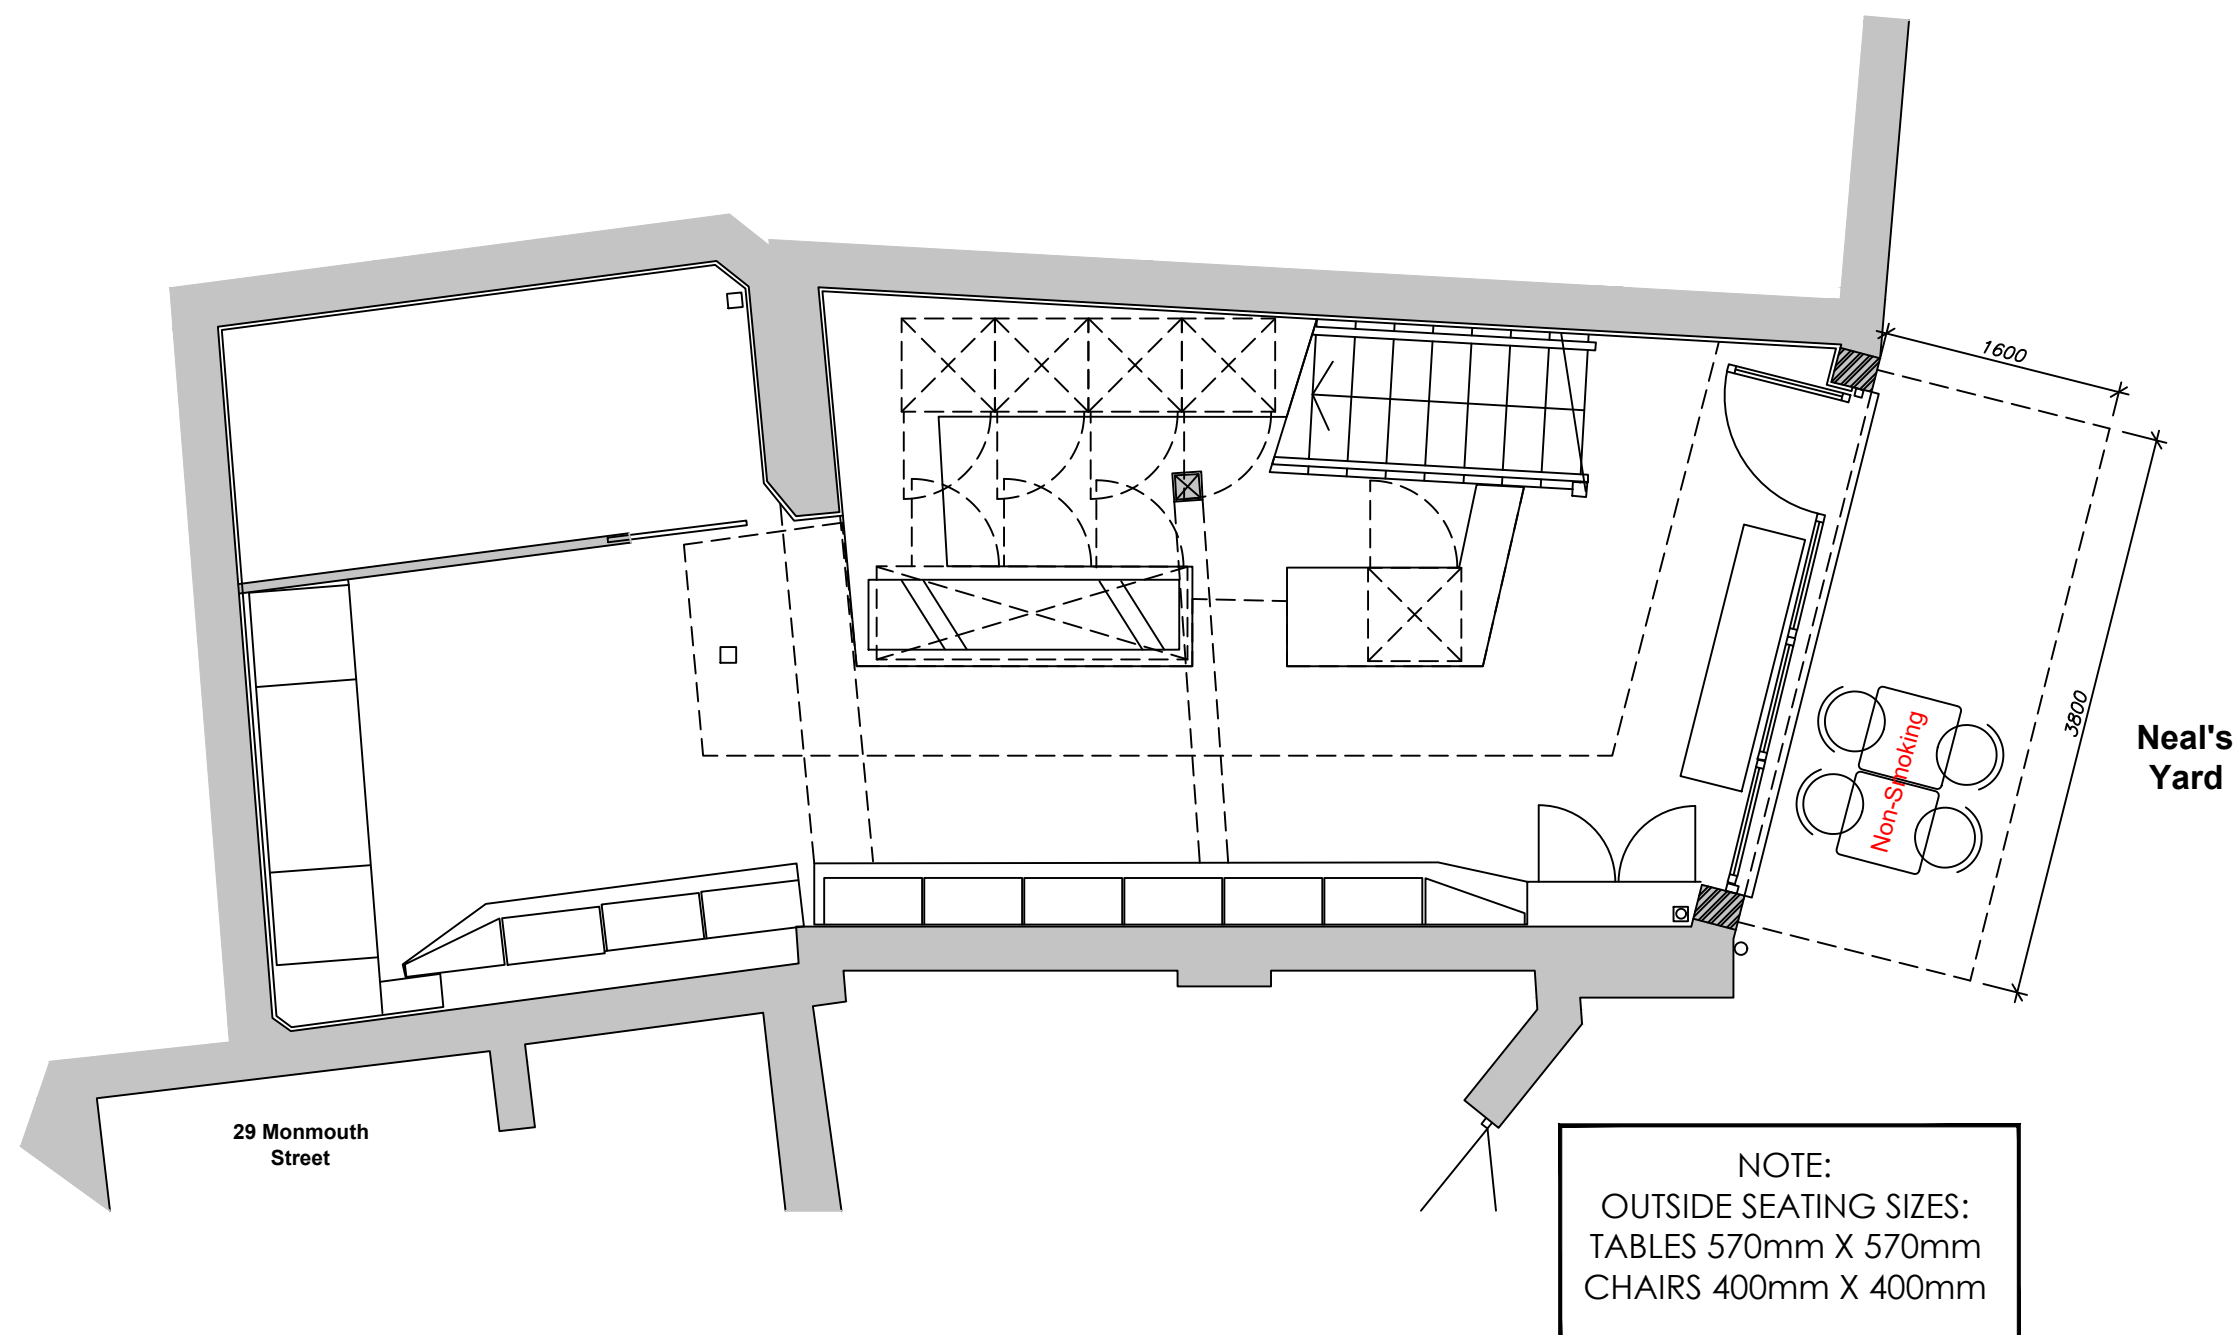 1600
3800
Neal's
Yard
Non-Smoking
29 Monmouth
Street
NOTE:
OUTSIDE SEATING SIZES:
TABLES 570mm X 570mm
CHAIRS 400mm X 400mm